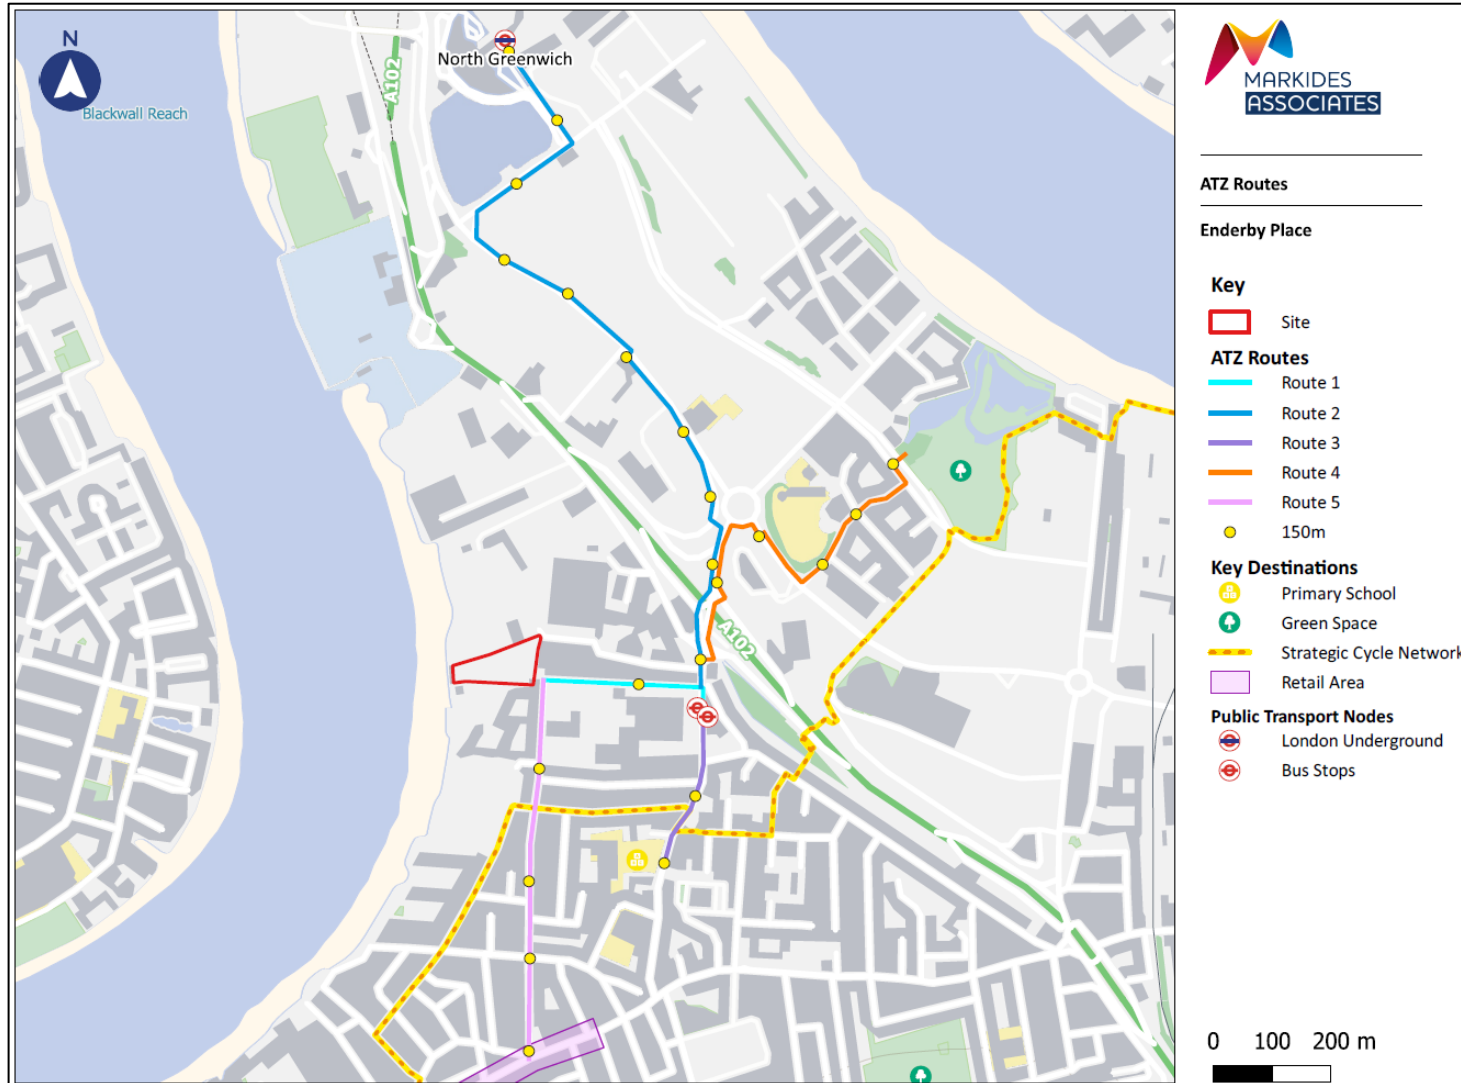 N
Blackwall Reach
A102
North Greenwich
A102
MARKIDES
ASSOCIATES
ATZ Routes
Enderby Place
Key
Site
ATZ Routes
Route 1
Route 2
Route 3
Route 4
Route 5
150m
Key Destinations
Primary School
Green Space
Strategic Cycle Network
Retail Area
Public Transport Nodes
London Underground
Bus Stops
0 100 200 m